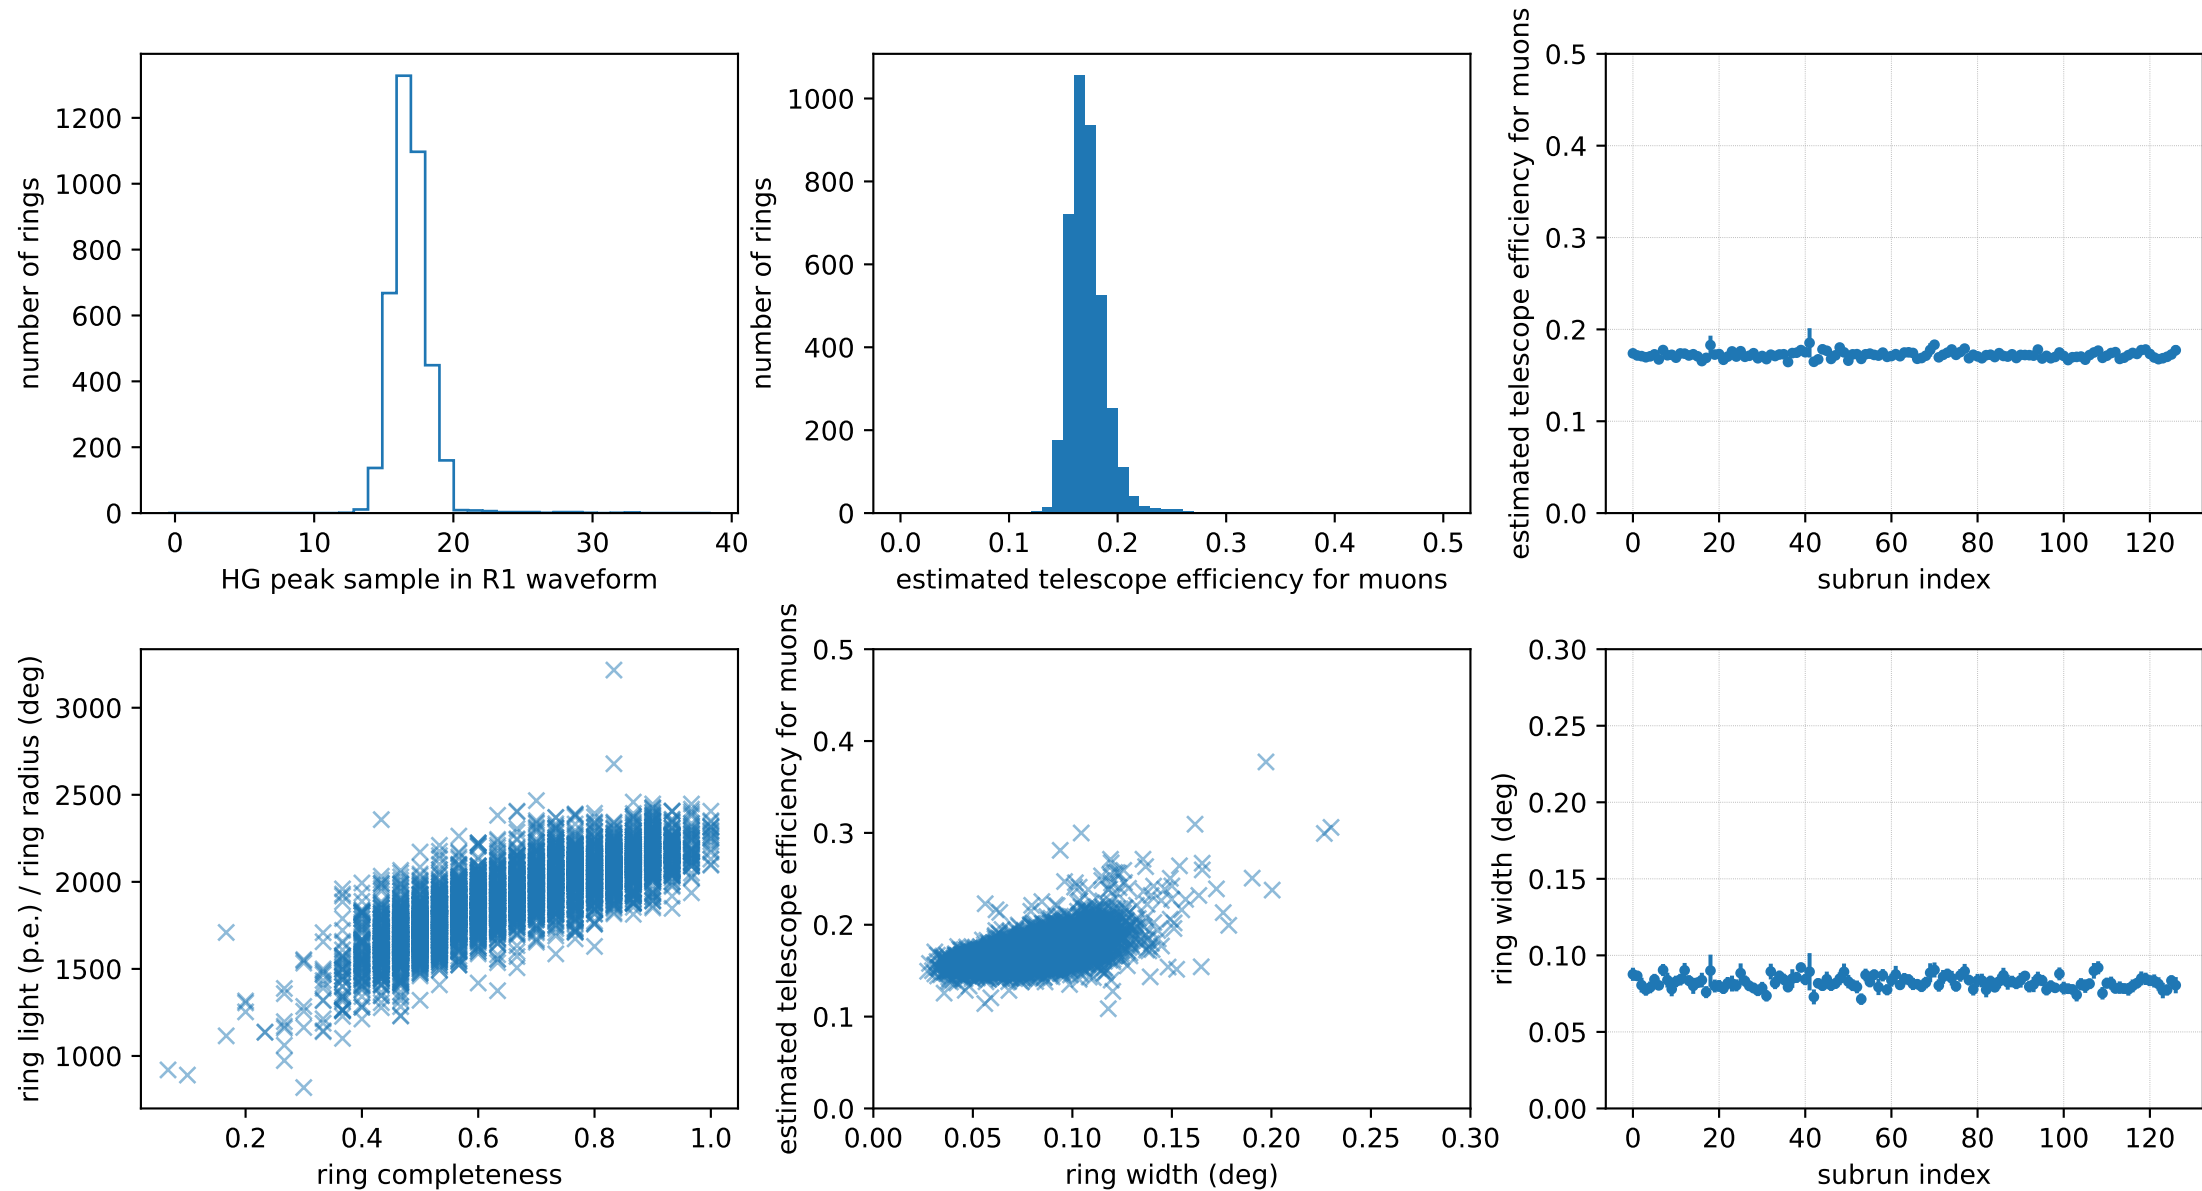 number of rings
1200
1000
800
600
400
200
0
0 10 20 30 40
HG peak sample in R1 waveform
number of rings
1000
800
600
400
200
0
0.0 0.1 0.2 0.3 0.4 0.5
estimated telescope efficiency for muons
estimated telescope efficiency for muons
0.5
0.4
0.3
0.2
0.1
0.0
0 20 40 60 80 100 120
subrun index
ring light (p.e.) / ring radius (deg)
3000
2500
2000
1500
1000
0.2 0.4 0.6 0.8 1.0
ring completeness
estimated telescope efficiency for muons
0.5
0.4
0.3
0.2
0.1
0.0
0.00 0.05 0.10 0.15 0.20 0.25 0.30
ring width (deg)
ring width (deg)
0.30
0.25
0.20
0.15
0.10
0.05
0.00
0 20 40 60 80 100 120
subrun index